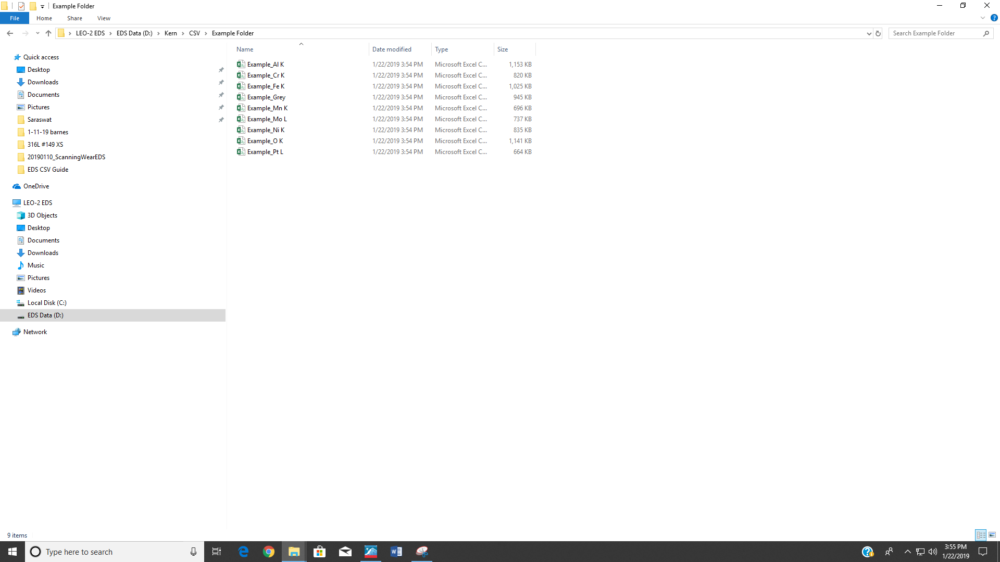 Example Folder
File Home Share View
LEO-2 EDS EDS Data (D:) Kern CSV Example Folder
Search Example Folder
Quick access
Desktop
Downloads
Documents
Pictures
Saraswat
1-11-19 barnes
316L #149 XS
20190110_ScanningWearEDS
EDS CSV Guide
OneDrive
LEO-2 EDS
3D Objects
Desktop
Documents
Downloads
Music
Pictures
Videos
Local Disk (C:)
EDS Data (D:)
Network
Name Date modified Type Size
Example_Al K 1/22/2019 3:54 PM Microsoft Excel C... 1,153 KB
Example_Cr K 1/22/2019 3:54 PM Microsoft Excel C... 820 KB
Example_Fe K 1/22/2019 3:54 PM Microsoft Excel C... 1,025 KB
Example_Grey 1/22/2019 3:54 PM Microsoft Excel C... 945 KB
Example_Mn K 1/22/2019 3:54 PM Microsoft Excel C... 696 KB
Example_Mo L 1/22/2019 3:54 PM Microsoft Excel C... 737 KB
Example_Ni K 1/22/2019 3:54 PM Microsoft Excel C... 835 KB
Example_O K 1/22/2019 3:54 PM Microsoft Excel C... 1,141 KB
Example_Pt L 1/22/2019 3:54 PM Microsoft Excel C... 664 KB
9 items
Type here to search
3:55 PM
1/22/2019